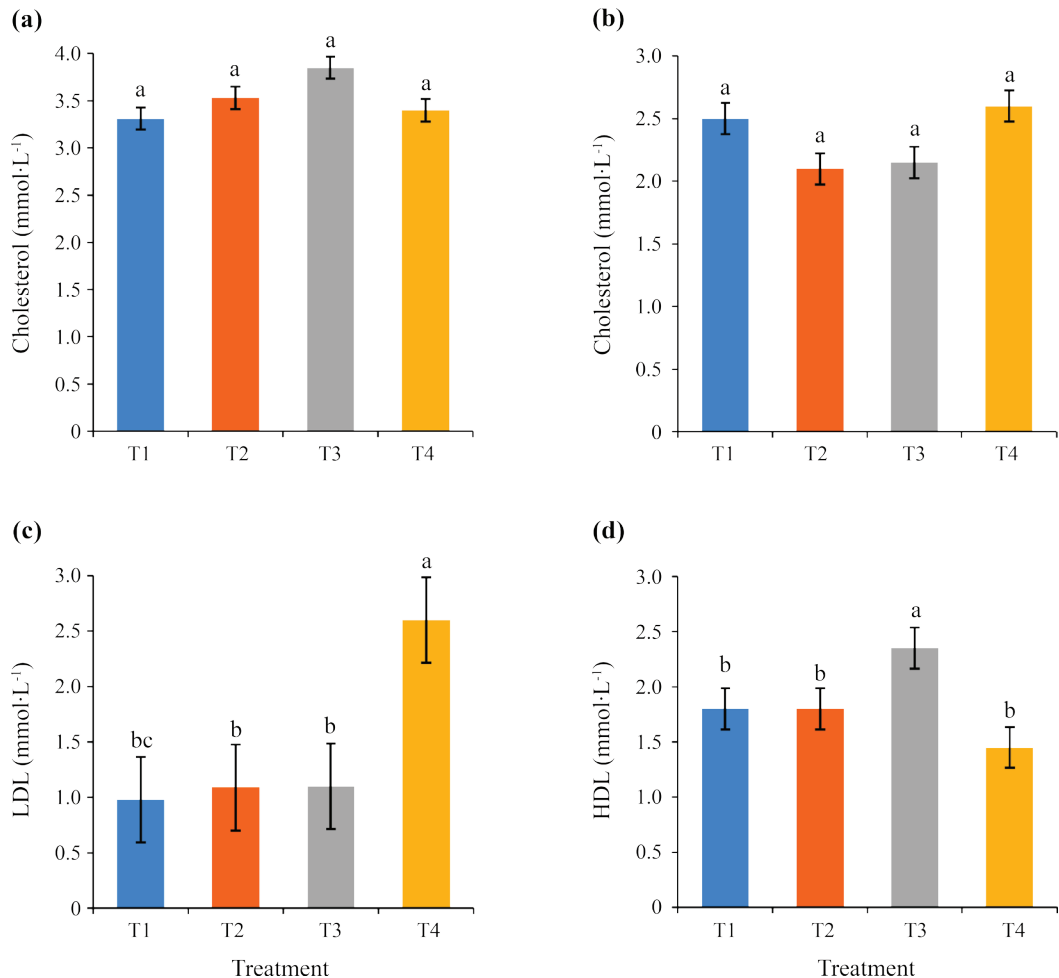 (a)
Cholesterol (mmol·L⁻¹)
4.0
3.5
3.0
2.5
2.0
1.5
1.0
0.5
0
a
a
a
a
T1
T2
T3
T4
(b)
Cholesterol (mmol·L⁻¹)
3.0
2.5
2.0
1.5
1.0
0.5
0
a
a
a
a
T1
T2
T3
T4
(c)
LDL (mmol·L⁻¹)
3.0
2.5
2.0
1.5
1.0
0.5
0
bc
b
b
a
T1
T2
T3
T4
Treatment
(d)
HDL (mmol·L⁻¹)
3.0
2.5
2.0
1.5
1.0
0.5
0
b
b
a
b
T1
T2
T3
T4
Treatment